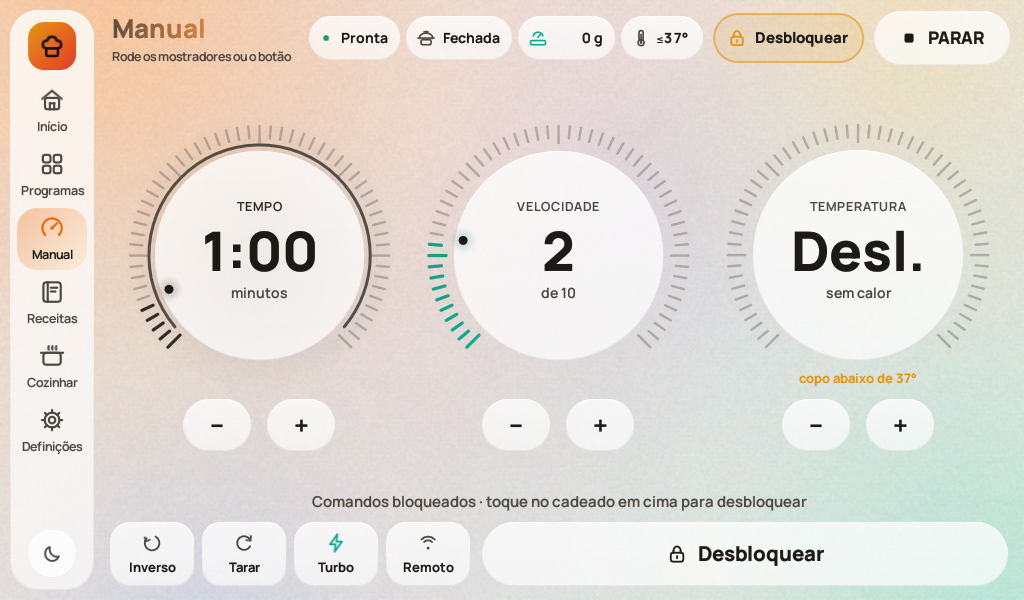 Manual
Rode os mostradores ou o botão
Pronta
Fechada
0 g
≤37°
Desbloquear
PARAR
Início
Programas
Manual
Receitas
Cozinhar
Definições
TEMPO
1:00
minutos
VELOCIDADE
2
de 10
TEMPERATURA
Desl.
sem calor
copo abaixo de 37°
− +
− +
− +
Comandos bloqueados · toque no cadeado em cima para desbloquear
Inverso
Tarar
Turbo
Remoto
Desbloquear